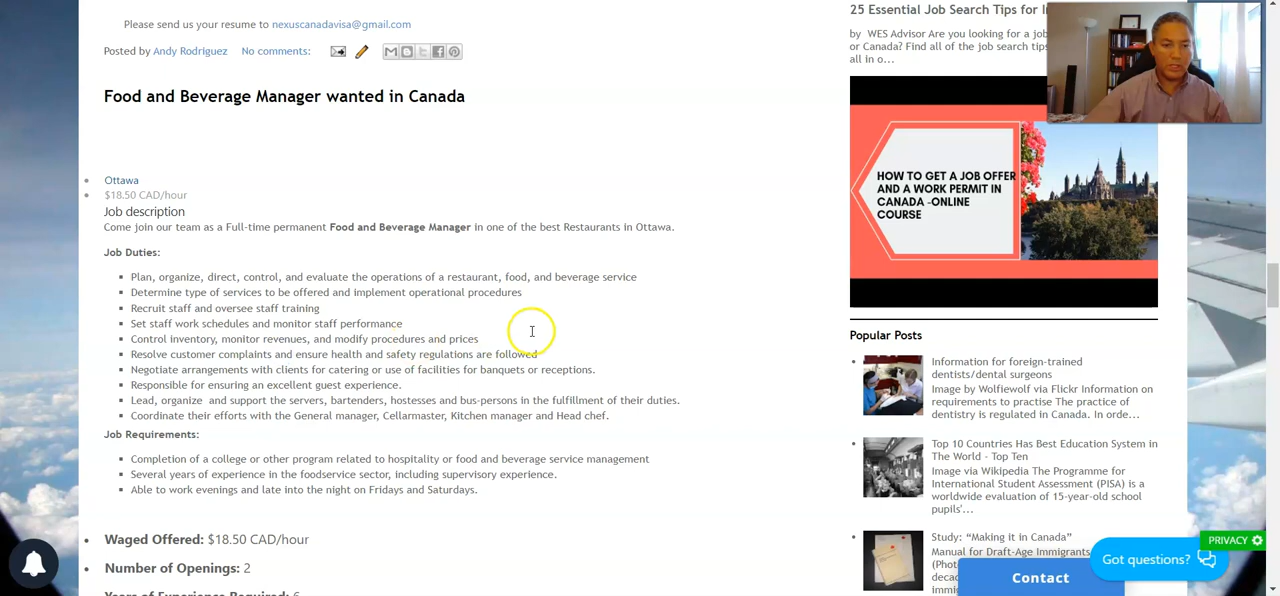 Please send us your resume to nexuscanadavisa@gmail.com
Posted by Andy Rodriguez No comments:
Food and Beverage Manager wanted in Canada
Ottawa
$18.50 CAD/hour
Job description
Come join our team as a Full-time permanent Food and Beverage Manager in one of the best Restaurants in Ottawa.
Job Duties:
Plan, organize, direct, control, and evaluate the operations of a restaurant, food, and beverage service
Determine type of services to be offered and implement operational procedures
Recruit staff and oversee staff training
Set staff work schedules and monitor staff performance
Control inventory, monitor revenues, and modify procedures and prices
Resolve customer complaints and ensure health and safety regulations are followed
Negotiate arrangements with clients for catering or use of facilities for banquets or receptions.
Responsible for ensuring an excellent guest experience.
Lead, organize and support the servers, bartenders, hostesses and bus-persons in the fulfillment of their duties.
Coordinate their efforts with the General manager, Cellarmaster, Kitchen manager and Head chef.
Job Requirements:
Completion of a college or other program related to hospitality or food and beverage service management
Several years of experience in the foodservice sector, including supervisory experience.
Able to work evenings and late into the night on Fridays and Saturdays.
Waged Offered: $18.50 CAD/hour
Number of Openings: 2
Years of Experience Required: 6
25 Essential Job Search Tips for
by WES Advisor Are you looking for a job
or Canada? Find all of the job search tips
all in o...
HOW TO GET A JOB OFFER
AND A WORK PERMIT IN
CANADA -ONLINE
COURSE
Popular Posts
Information for foreign-trained
dentists/dental surgeons
Image by Wolfiewolf via Flickr Information on
requirements to practise The practice of
dentistry is regulated in Canada. In orde...
Top 10 Countries Has Best Education System in
The World - Top Ten
Image via Wikipedia The Programme for
International Student Assessment (PISA) is a
worldwide evaluation of 15-year-old school
pupils'...
Study: “Making it in Canada”
Manual for Draft-Age Immigrants
(Photo
decad
immig
PRIVACY
Got questions?
Contact